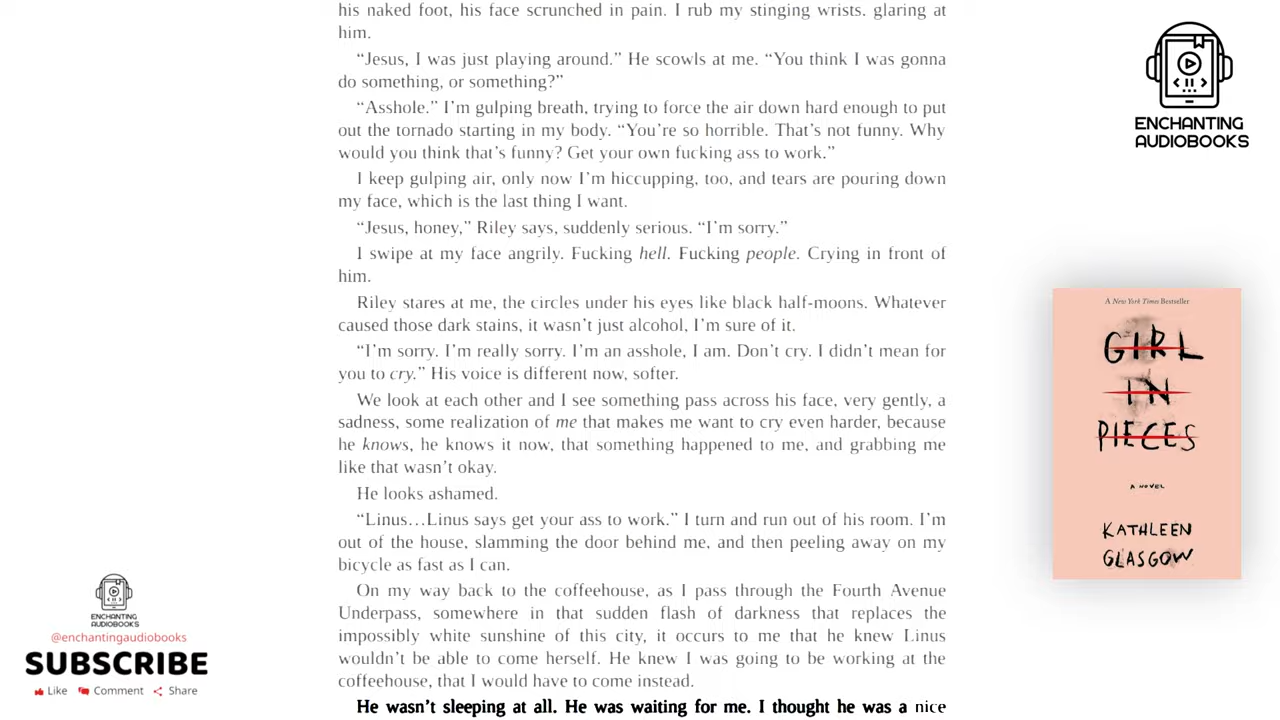 his naked foot, his face scrunched in pain. I rub my stinging wrists. glaring at
him.
“Jesus, I was just playing around.” He scowls at me. “You think I was gonna
do something, or something?”
“Asshole.” I’m gulping breath, trying to force the air down hard enough to put
out the tornado starting in my body. “You’re so horrible. That’s not funny. Why
would you think that’s funny? Get your own fucking ass to work.”
I keep gulping air, only now I’m hiccupping, too, and tears are pouring down
my face, which is the last thing I want.
“Jesus, honey,” Riley says, suddenly serious. “I’m sorry.”
I swipe at my face angrily. Fucking hell. Fucking people. Crying in front of
him.
Riley stares at me, the circles under his eyes like black half-moons. Whatever
caused those dark stains, it wasn’t just alcohol, I’m sure of it.
“I’m sorry. I’m really sorry. I’m an asshole, I am. Don’t cry. I didn’t mean for
you to cry.” His voice is different now, softer.
We look at each other and I see something pass across his face, very gently, a
sadness, some realization of me that makes me want to cry even harder, because
he knows, he knows it now, that something happened to me, and grabbing me
like that wasn’t okay.
He looks ashamed.
“Linus…Linus says get your ass to work.” I turn and run out of his room. I’m
out of the house, slamming the door behind me, and then peeling away on my
bicycle as fast as I can.
On my way back to the coffeehouse, as I pass through the Fourth Avenue
Underpass, somewhere in that sudden flash of darkness that replaces the
impossibly white sunshine of this city, it occurs to me that he knew Linus
wouldn’t be able to come herself. He knew I was going to be working at the
coffeehouse, that I would have to come instead.
He wasn’t sleeping at all. He was waiting for me. I thought he was a nice
ENCHANTING
AUDIOBOOKS
A New York Times Bestseller
GIRL
IN
PIECES
A NOVEL
KATHLEEN
GLASGOW
ENCHANTING
AUDIOBOOKS
@enchantingaudiobooks
SUBSCRIBE
Like Comment Share